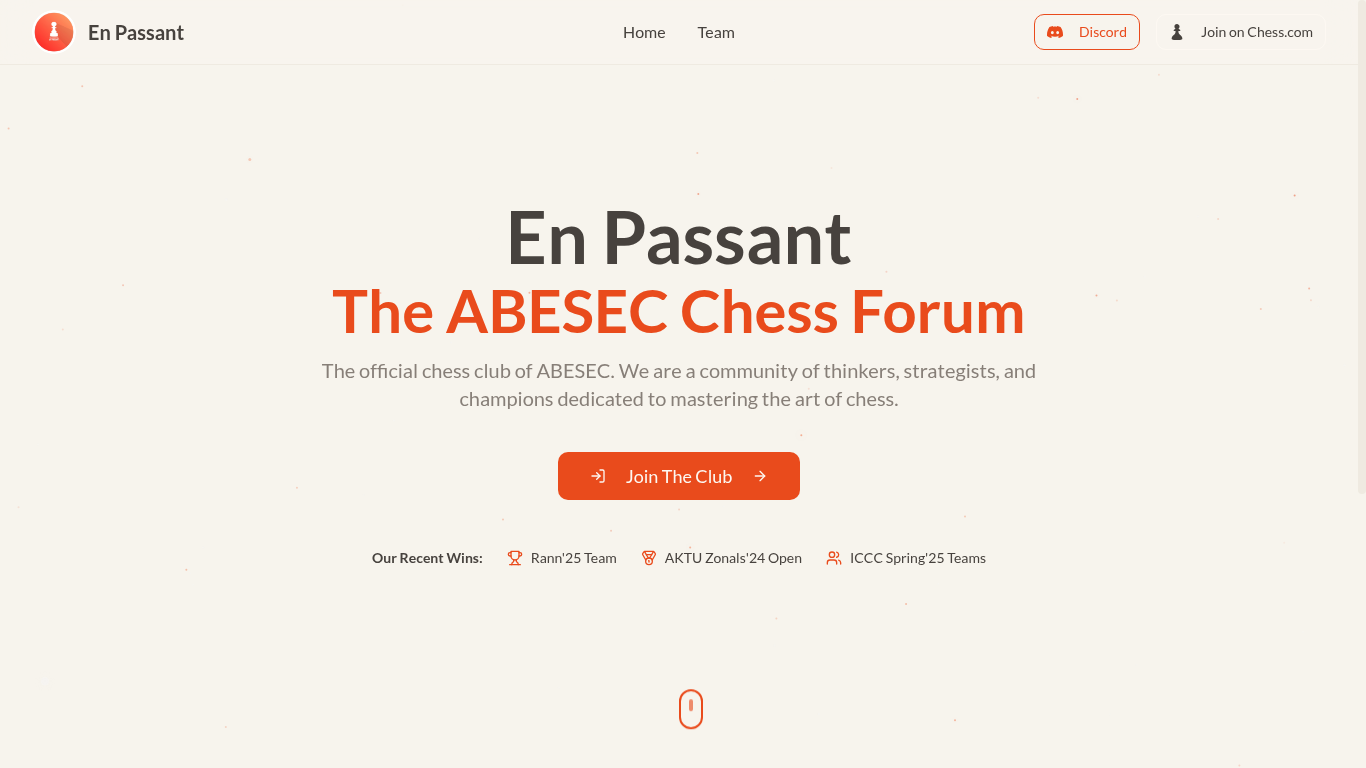 En Passant
Home
Team
Discord
Join on Chess.com
En Passant
The ABESEC Chess Forum
The official chess club of ABESEC. We are a community of thinkers, strategists, and
champions dedicated to mastering the art of chess.
Join The Club
Our Recent Wins:
Rann'25 Team
AKTU Zonals'24 Open
ICCC Spring'25 Teams